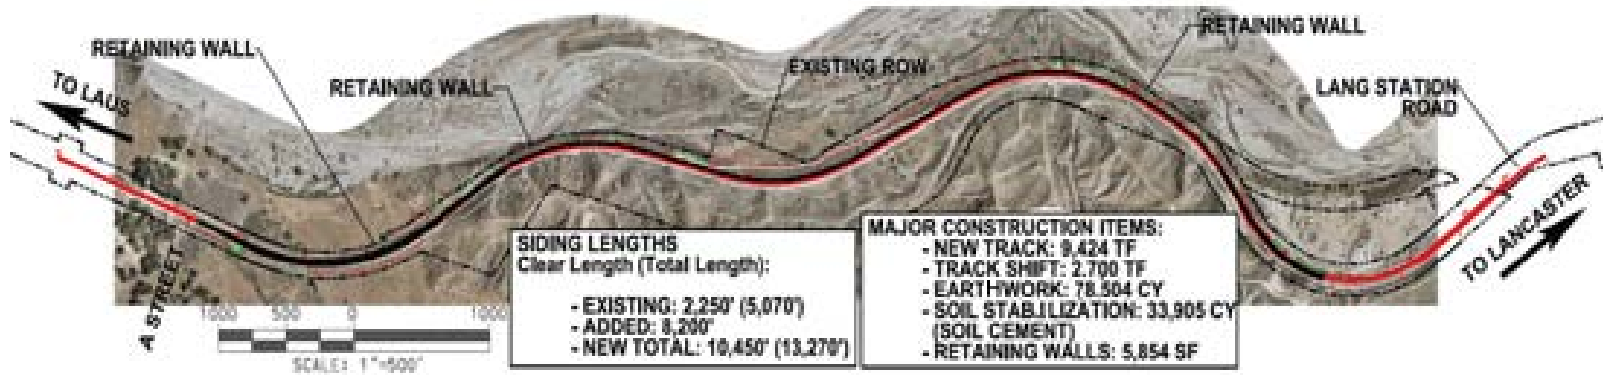 RETAINING WALL
RETAINING WALL
EXISTING ROW
RETAINING WALL
LANG STATION
ROAD
TO LAUS
A STREET
TO LANCASTER
1000 500 0 1000
SCALE: 1"=500'
SIDING LENGTHS
Clear Length (Total Length):
- EXISTING: 2,250' (5,070')
- ADDED: 8,200'
- NEW TOTAL: 10,450' (13,270')
MAJOR CONSTRUCTION ITEMS:
- NEW TRACK: 9,424 TF
- TRACK SHIFT: 2,700 TF
- EARTHWORK: 78,504 CY
- SOIL STABILIZATION: 33,905 CY
(SOIL CEMENT)
- RETAINING WALLS: 5,854 SF